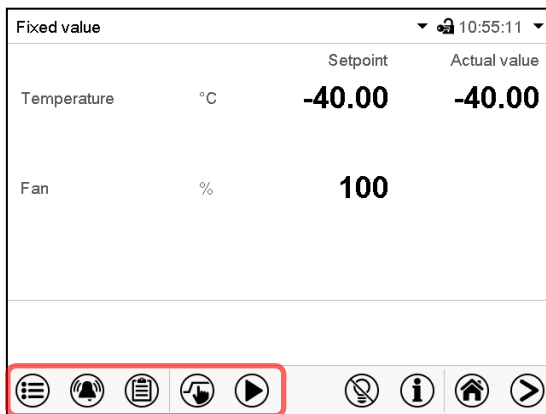 Fixed value 10:55:11
Setpoint Actual value
Temperature °C -40.00 -40.00
Fan % 100